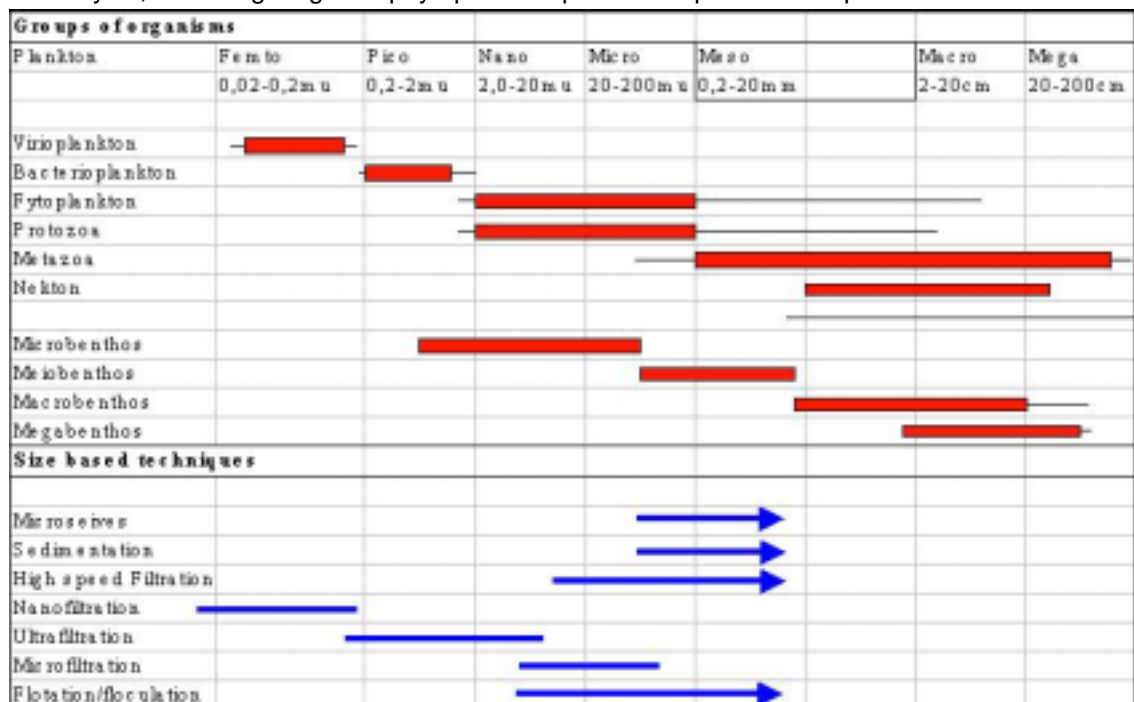 Groups of organisms
Plankton Femto Pico Nano Micro Meso Macro Mega
0,02-0,2mu 0,2-2mu 2,0-20mu 20-200mu 0,2-20mm 2-20cm 20-200cm
Virioplankton
Bacterioplankton
Fytoplankton
Protozoa
Metazoa
Nekton
Microbenthos
Meiobenthos
Macrobenthos
Megabenthos
Size based techniques
Microseives
Sedimentation
High speed Filtration
Nanofiltration
Ultrafiltration
Microfiltration
Flotation/floculation